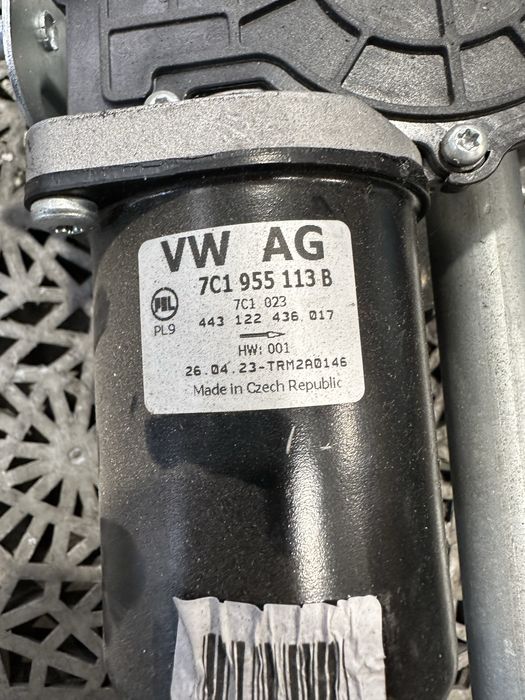 VW AG
7C1 955 113 B
7C1 023
PL9
443 122 436 017
HW: 001
26.04.23-TRM2A0146
Made in Czech Republic